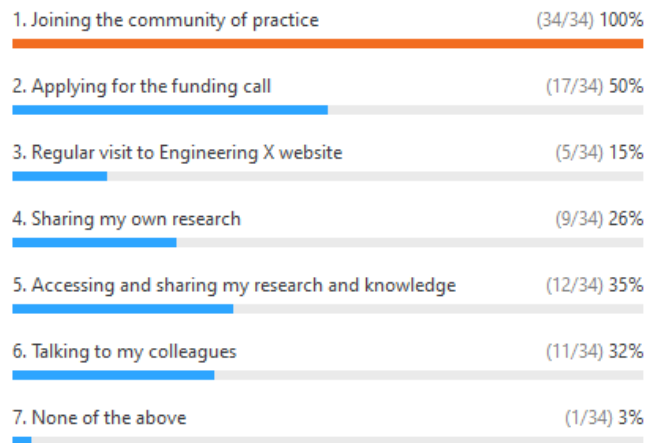 1. Joining the community of practice (34/34) 100%
2. Applying for the funding call (17/34) 50%
3. Regular visit to Engineering X website (5/34) 15%
4. Sharing my own research (9/34) 26%
5. Accessing and sharing my research and knowledge (12/34) 35%
6. Talking to my colleagues (11/34) 32%
7. None of the above (1/34) 3%